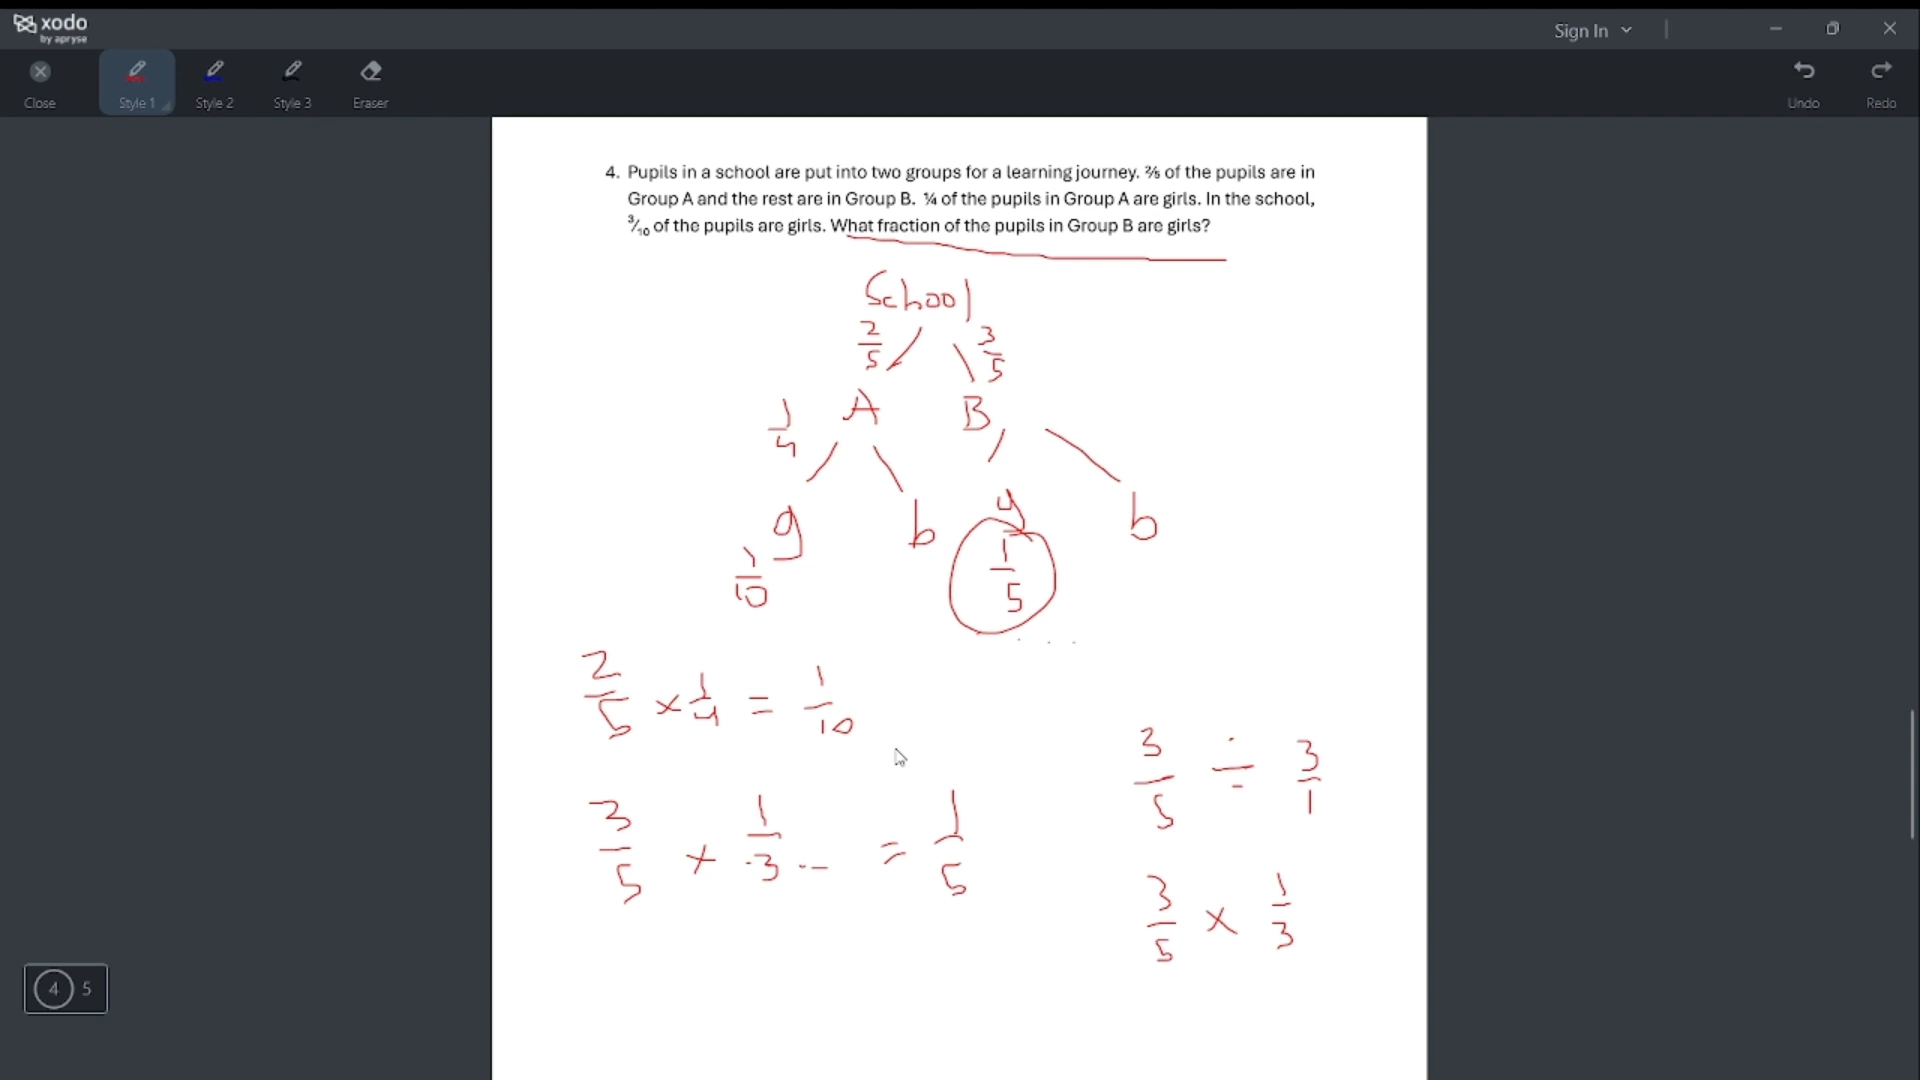 xodo
by apryse
Sign In
Close
Style 1
Style 2
Style 3
Eraser
Undo
Redo
4. Pupils in a school are put into two groups for a learning journey. ⅖ of the pupils are in
Group A and the rest are in Group B. ¼ of the pupils in Group A are girls. In the school,
³⁄₁₀ of the pupils are girls. What fraction of the pupils in Group B are girls?
School
2/5 3/5
A B
1/4
g b g b
1/10 1/5
2/5 × 1/4 = 1/10
3/5 ÷ 3/1
3/5 × 1/3 = 1/5
3/5 × 1/3
4 5